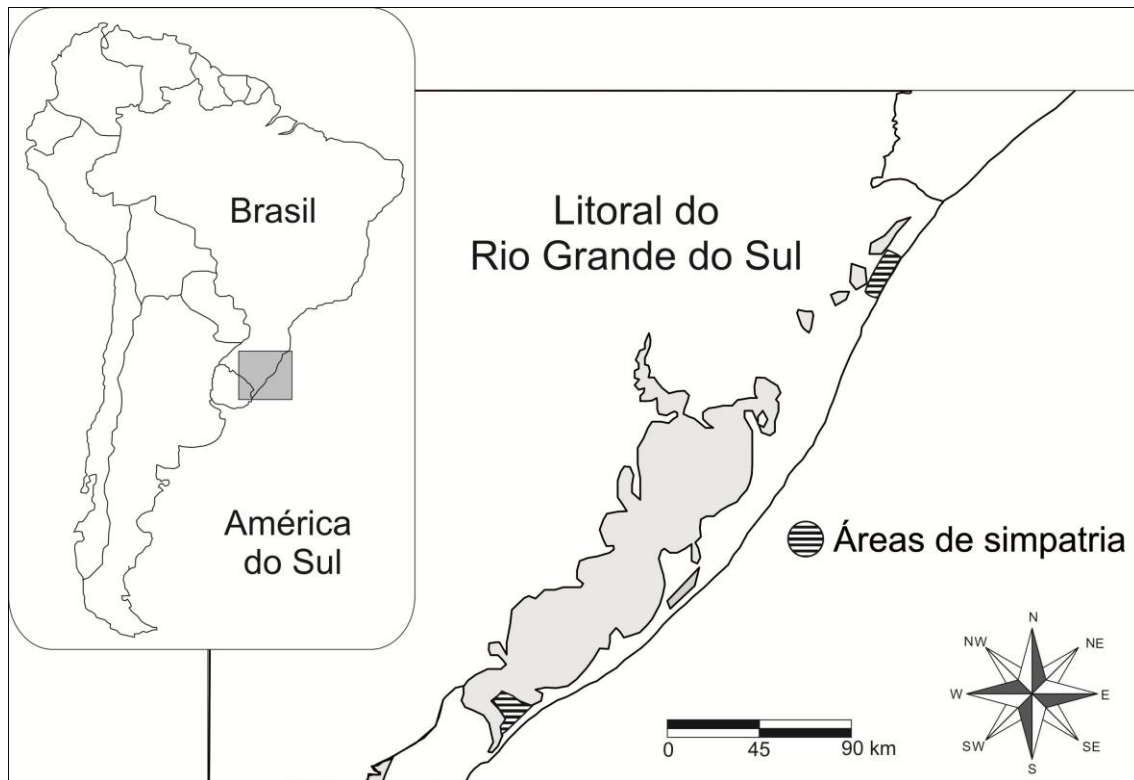 Brasil
América
do Sul
Litoral do
Rio Grande do Sul
Áreas de simpatria
N
NW
NE
W
E
SW
SE
S
0 45 90 km